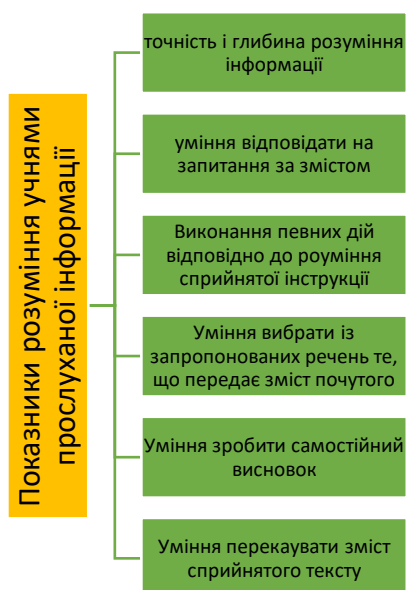 Показники розуміння учнями
прослуханої інформації
точність і глибина розуміння
інформації
уміння відповідати на
запитання за змістом
Виконання певних дій
відповідно до роуміння
сприйнятої інструкції
Уміння вибрати із
запропонованих речень те,
що передає зміст почутого
Уміння зробити самостійний
висновок
Уміння перекаувати зміст
сприйнятого тексту